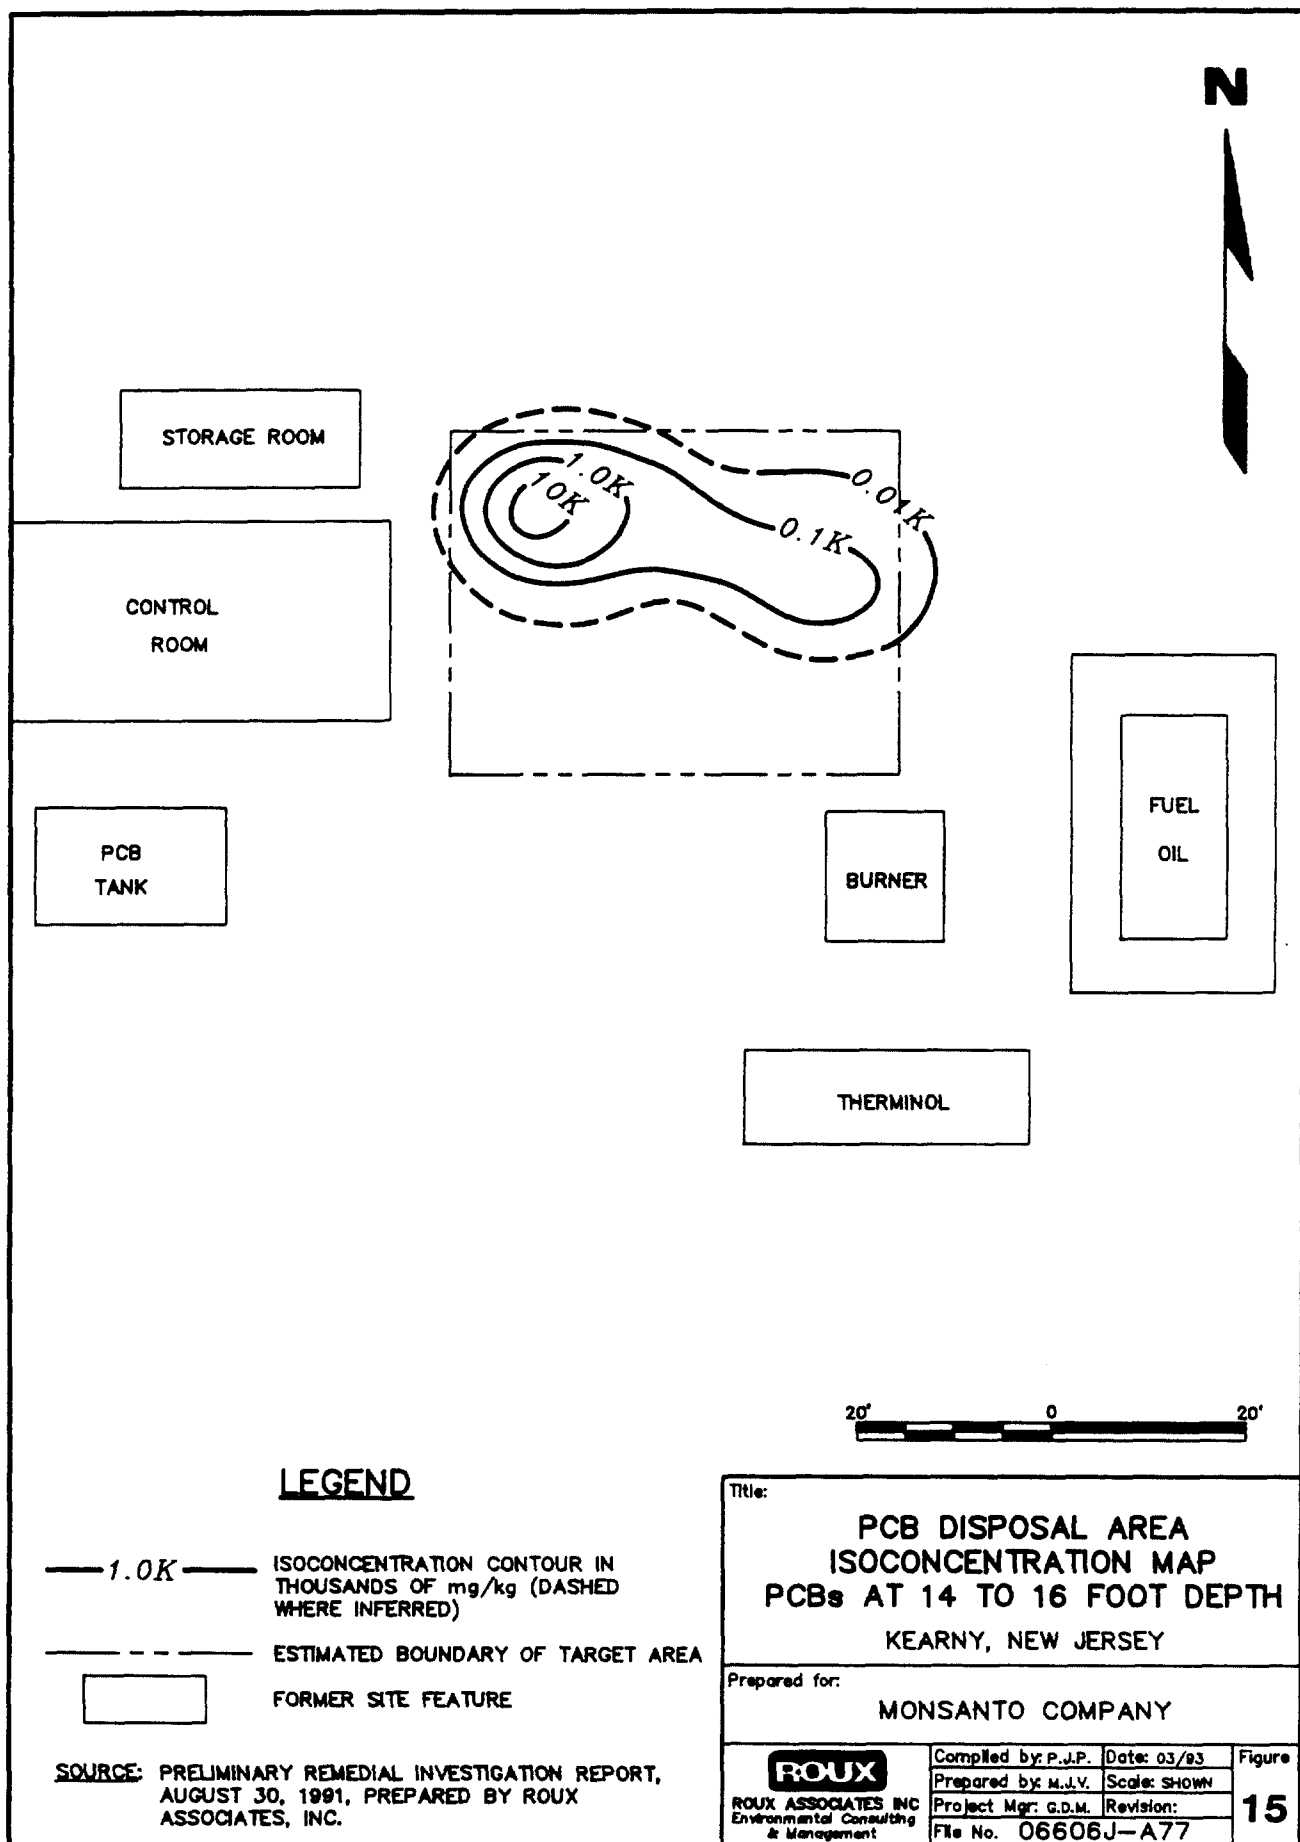 N
STORAGE ROOM
1.0K
10K
0.01K
0.1K
CONTROL
ROOM
PCB
TANK
BURNER
FUEL
OIL
THERMINOL
20' 0 20'
LEGEND
1.0K
ISOCONCENTRATION CONTOUR IN
THOUSANDS OF mg/kg (DASHED
WHERE INFERRED)
ESTIMATED BOUNDARY OF TARGET AREA
FORMER SITE FEATURE
SOURCE: PRELIMINARY REMEDIAL INVESTIGATION REPORT,
AUGUST 30, 1991, PREPARED BY ROUX
ASSOCIATES, INC.
Title:
PCB DISPOSAL AREA
ISOCONCENTRATION MAP
PCBs AT 14 TO 16 FOOT DEPTH
KEARNY, NEW JERSEY
Prepared for:
MONSANTO COMPANY
ROUX
ROUX ASSOCIATES INC
Environmental Consulting
& Management
Compiled by: P.J.P. Date: 03/93
Prepared by: M.J.V. Scale: SHOWN
Project Mgr: G.D.M. Revision:
File No. 06606J-A77
Figure
15